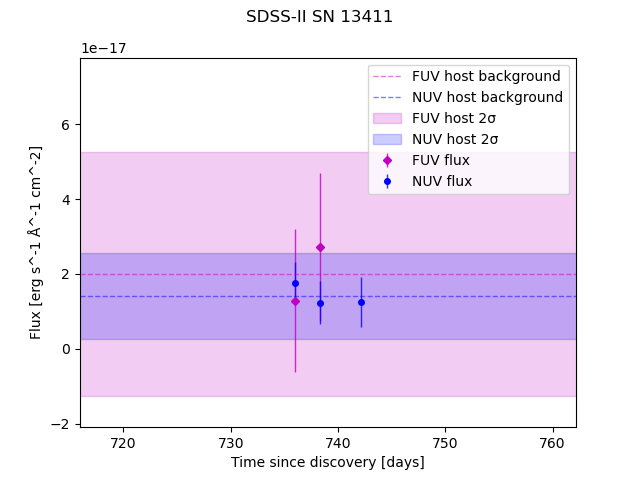 SDSS-II SN 13411
1e−17
FUV host background
NUV host background
FUV host 2σ
NUV host 2σ
FUV flux
NUV flux
6
4
2
0
−2
Flux [erg s^-1 Å^-1 cm^-2]
720
730
740
750
760
Time since discovery [days]